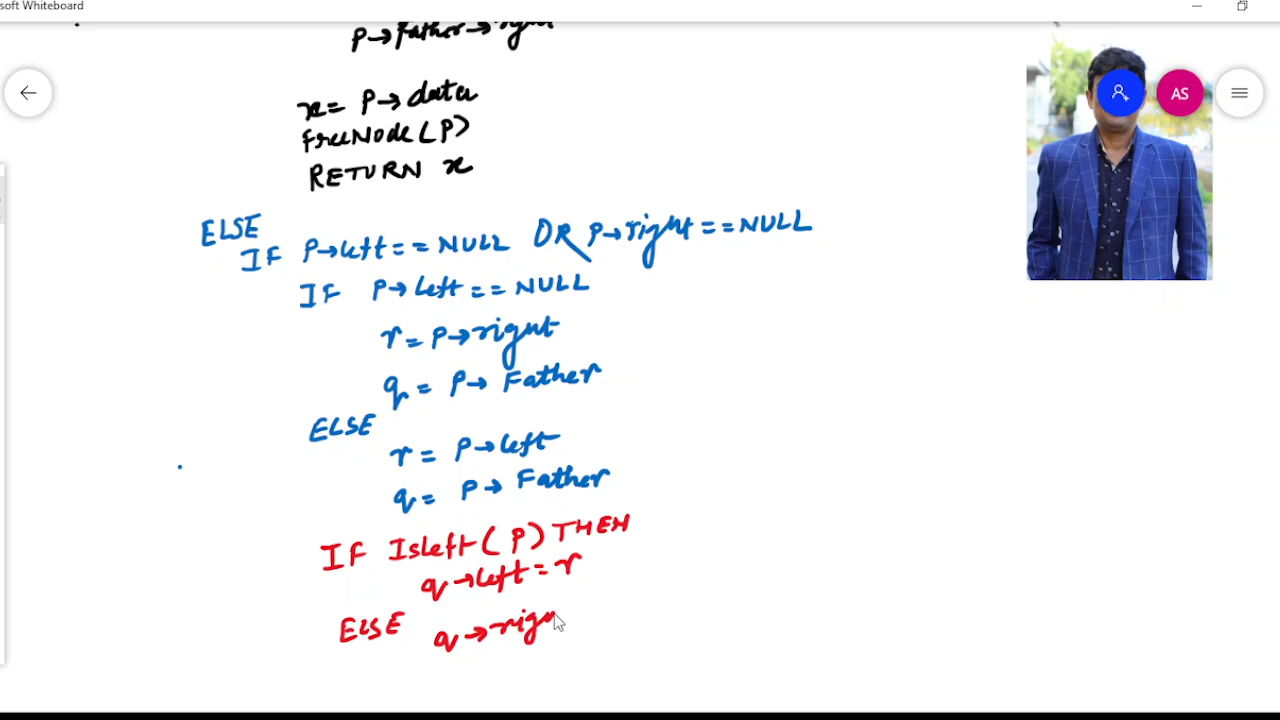 soft Whiteboard
P→Father→right
AS
x= P→data
FreeNode(P)
RETURN x
ELSE
IF P→left==NULL OR P→right==NULL
IF P→left==NULL
r=P→right
q=P→Father
ELSE
r=P→left
q=P→Father
IF Isleft(P) THEN
q→left=r
ELSE q→righ